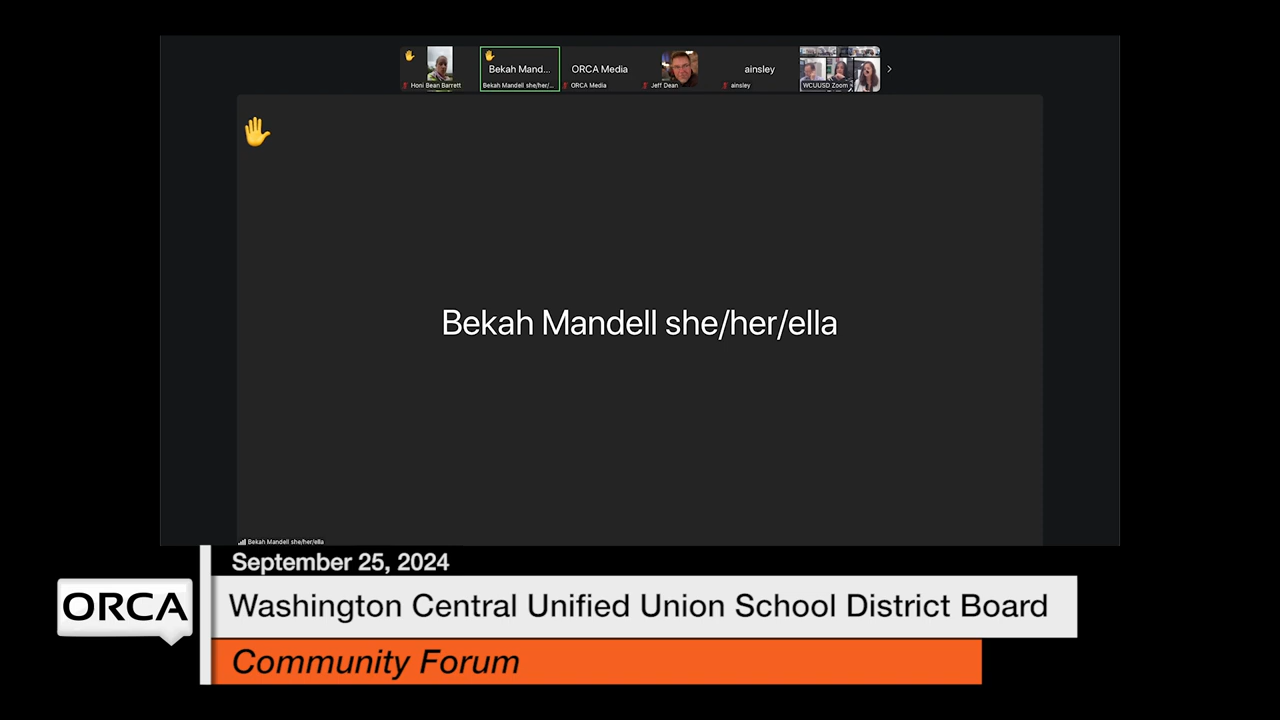 Bekah Mand...
ORCA Media
ainsley
Honi Bean Barrett
Bekah Mandell she/her/...
ORCA Media
Jeff Dean
ainsley
WCUUSD Zoom
Bekah Mandell she/her/ella
Bekah Mandell she/her/ella
September 25, 2024
ORCA
Washington Central Unified Union School District Board
Community Forum